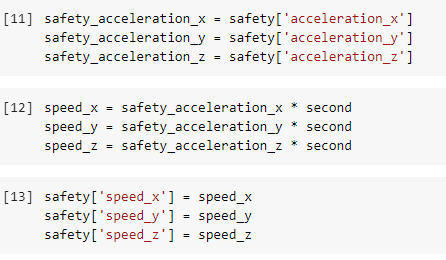 [11] safety_acceleration_x = safety['acceleration_x']
safety_acceleration_y = safety['acceleration_y']
safety_acceleration_z = safety['acceleration_z']
[12] speed_x = safety_acceleration_x * second
speed_y = safety_acceleration_y * second
speed_z = safety_acceleration_z * second
[13] safety['speed_x'] = speed_x
safety['speed_y'] = speed_y
safety['speed_z'] = speed_z